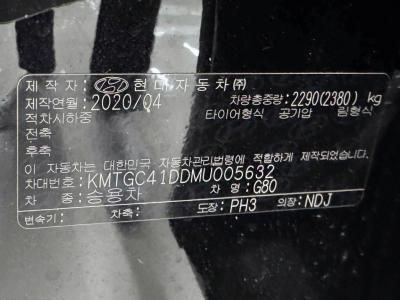 제 작 자 : 현대자동차㈜
제작연월: 2020/04 차량총중량: 2290(2380) kg
적차시하중 타이어형식 공기압 림형식
전축
후축
이 자동차는 대한민국 자동차관리법령에 적합하게 제작되었습니다.
차대번호: KMTGC41DDMU005632
차 종: 승용차 차 명: G80
변속기: 차축: 도장: PH3 의장: NDJ